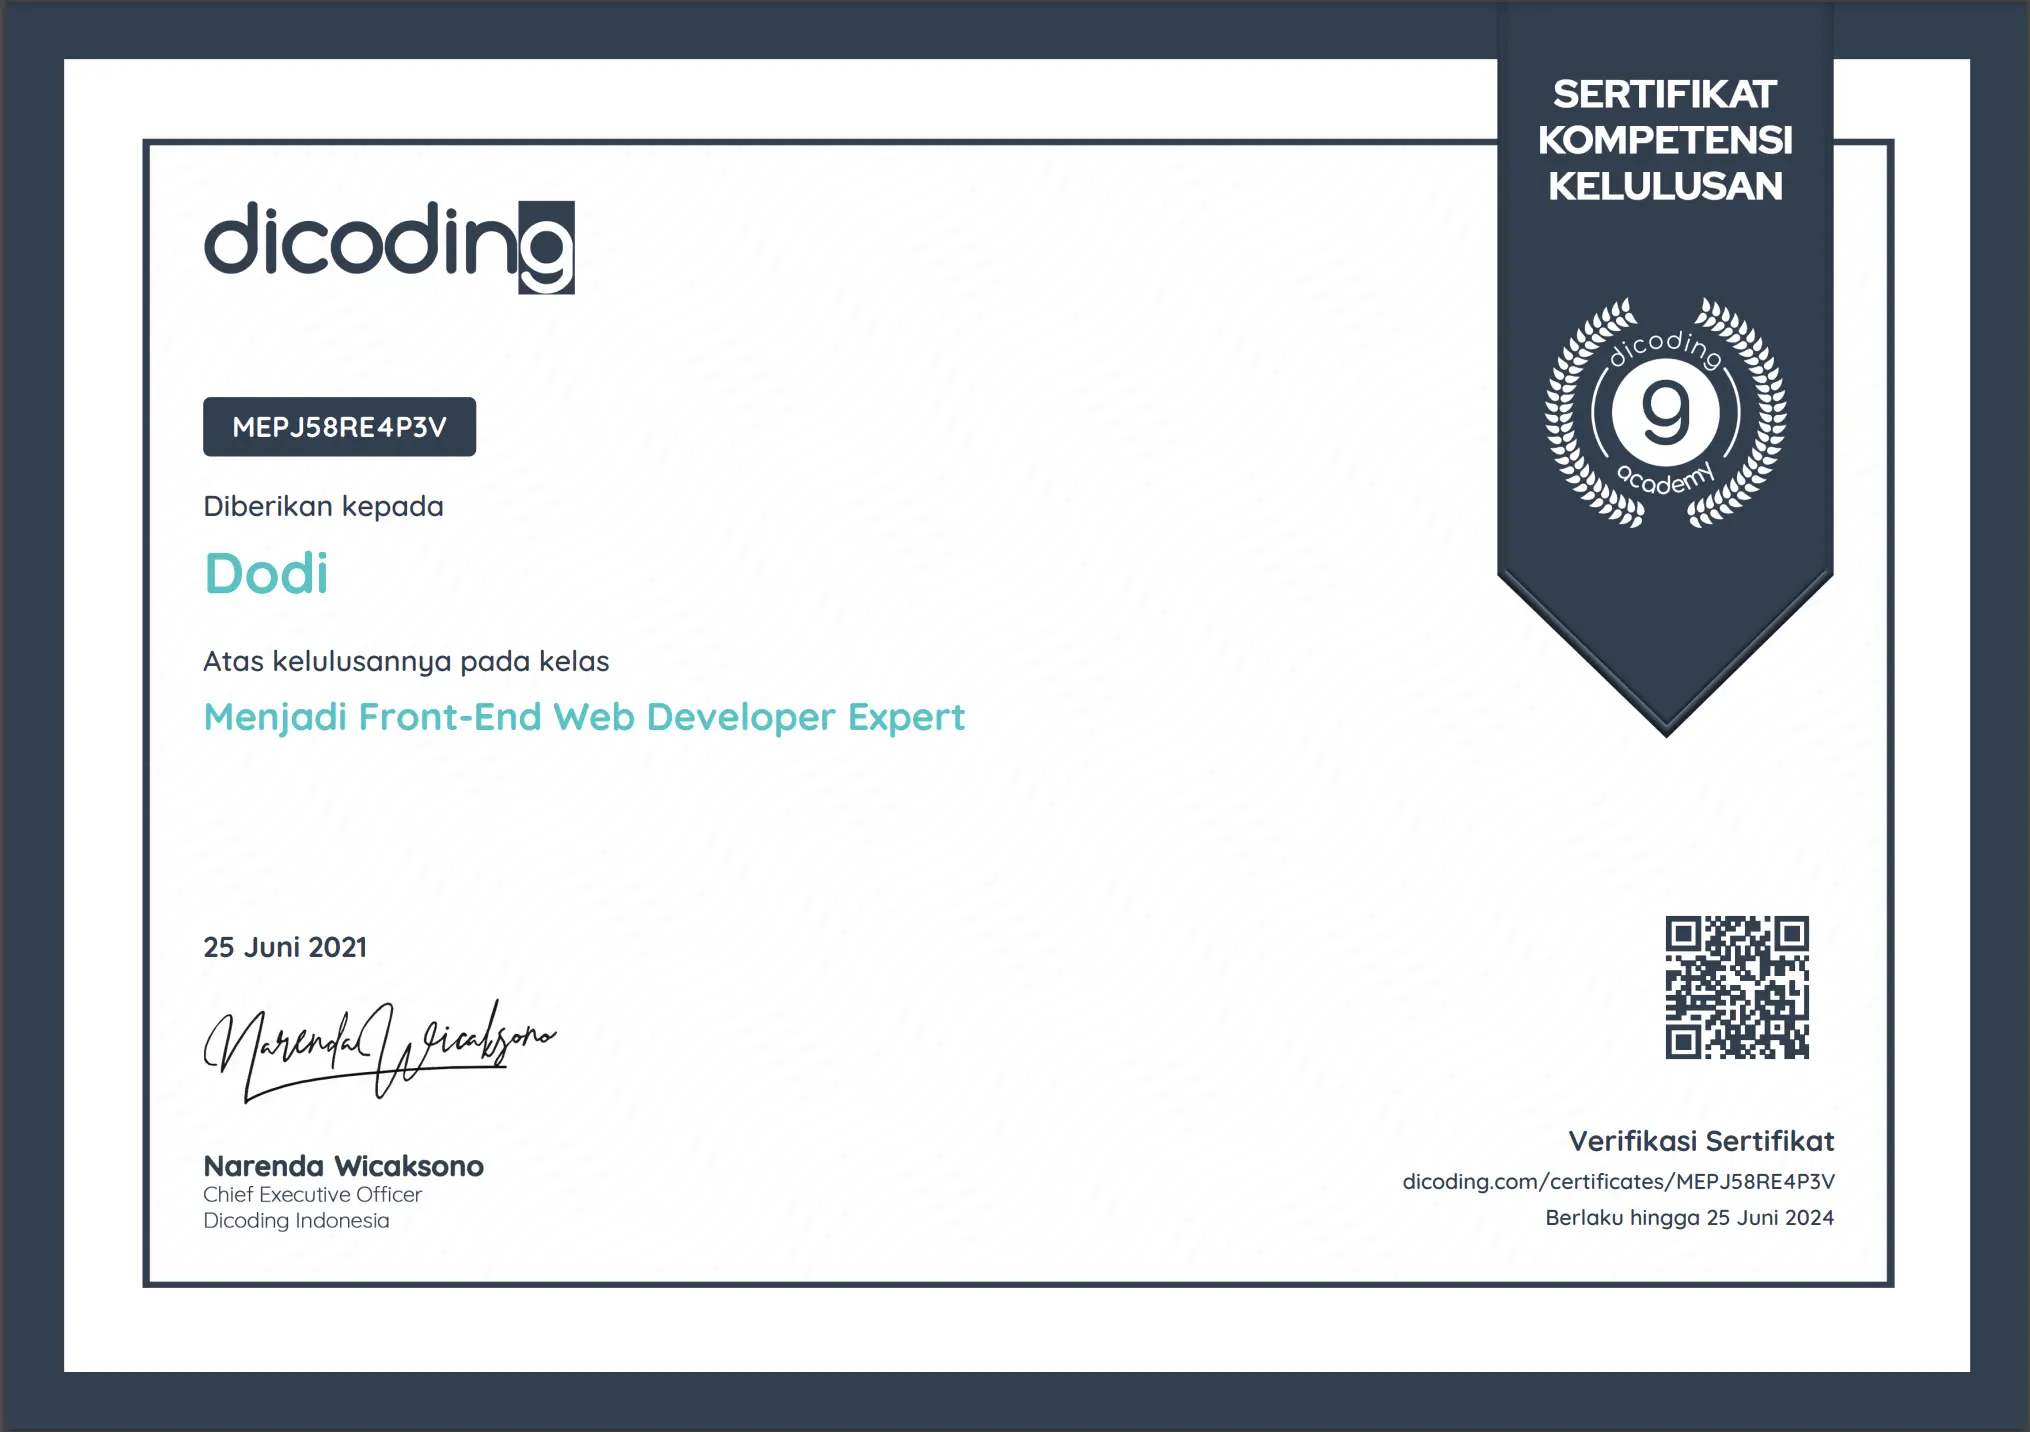 SERTIFIKAT
KOMPETENSI
KELULUSAN
dicoding
dicoding
g
academy
MEPJ58RE4P3V
Diberikan kepada
Dodi
Atas kelulusannya pada kelas
Menjadi Front-End Web Developer Expert
25 Juni 2021
Narenda Wicaksono
Narenda Wicaksono
Chief Executive Officer
Dicoding Indonesia
Verifikasi Sertifikat
dicoding.com/certificates/MEPJ58RE4P3V
Berlaku hingga 25 Juni 2024